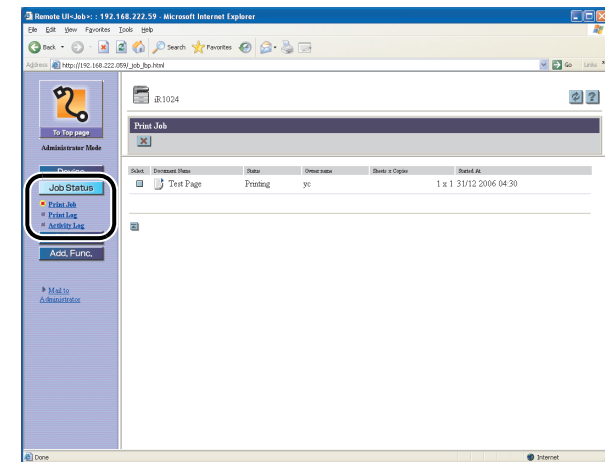 Remote UI<Job>: : 192.168.222.59 - Microsoft Internet Explorer
File Edit View Favorites Tools Help
Back Search Favorites
Address http://192.168.222.059/_job_lbp.html Go Links
iR1024
To Top page
Administrator Mode
Print Job
Device
Job Status
Print Job
Print Log
Activity Log
Add. Func.
Mail to
Administrator
Select Document Name Status Owner name Sheets x Copies Started At
Test Page Printing yc 1 x 1 31/12 2006 04:30
Done Internet